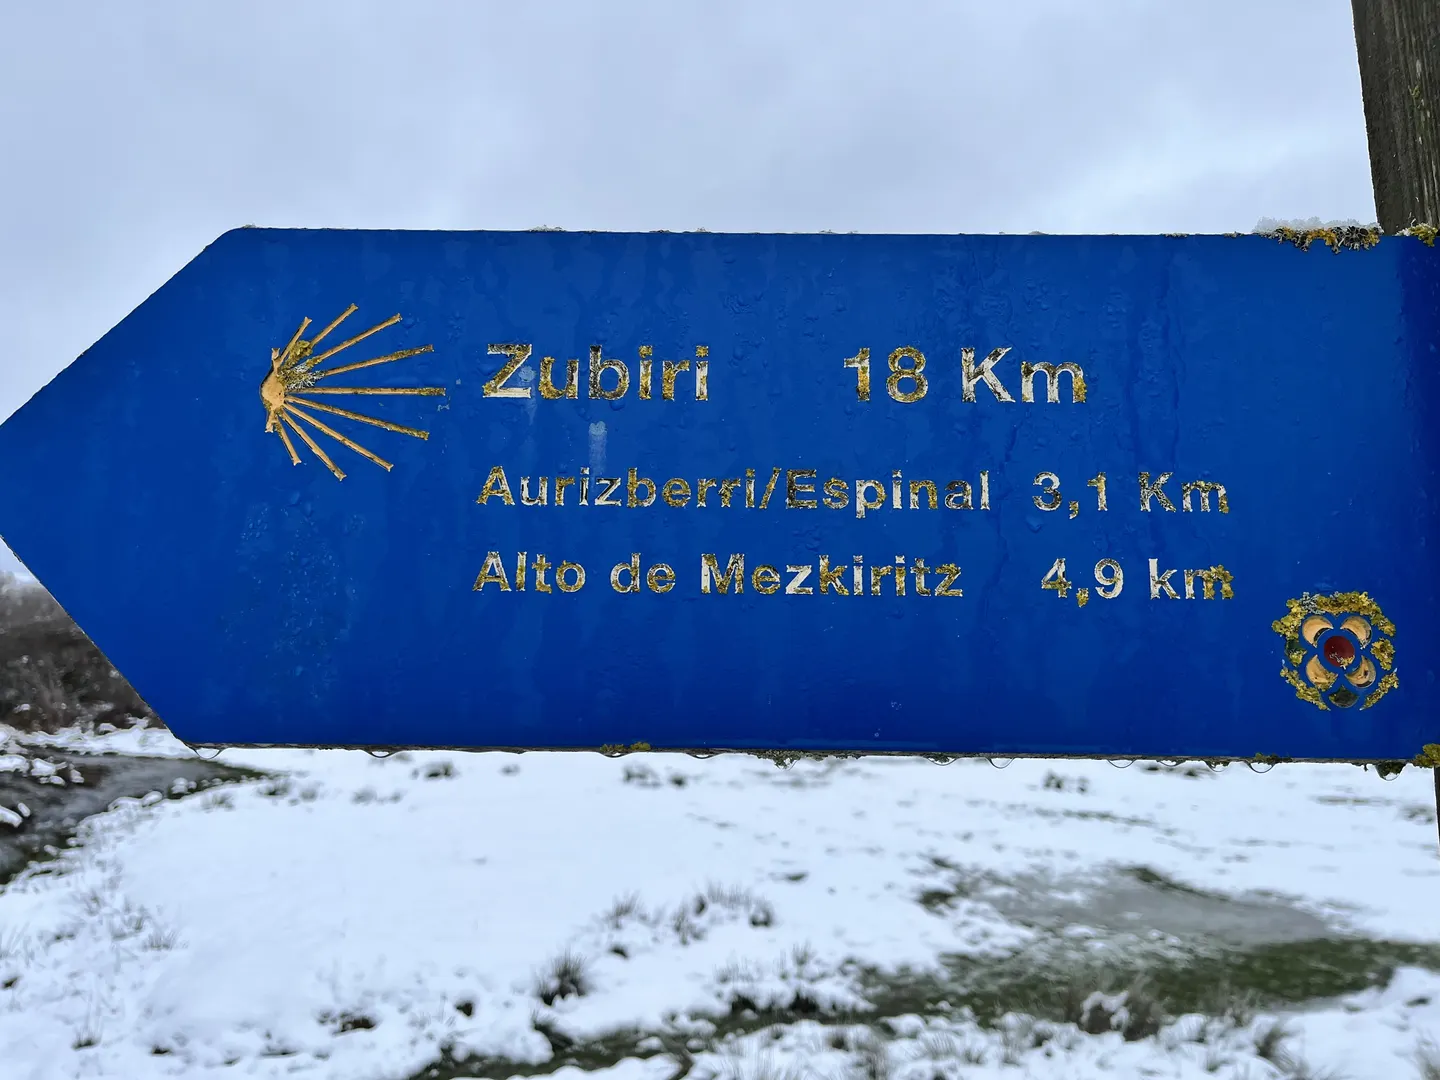 Zubiri 18 Km
Aurizberri/Espinal 3,1 Km
Alto de Mezkiritz 4,9 km